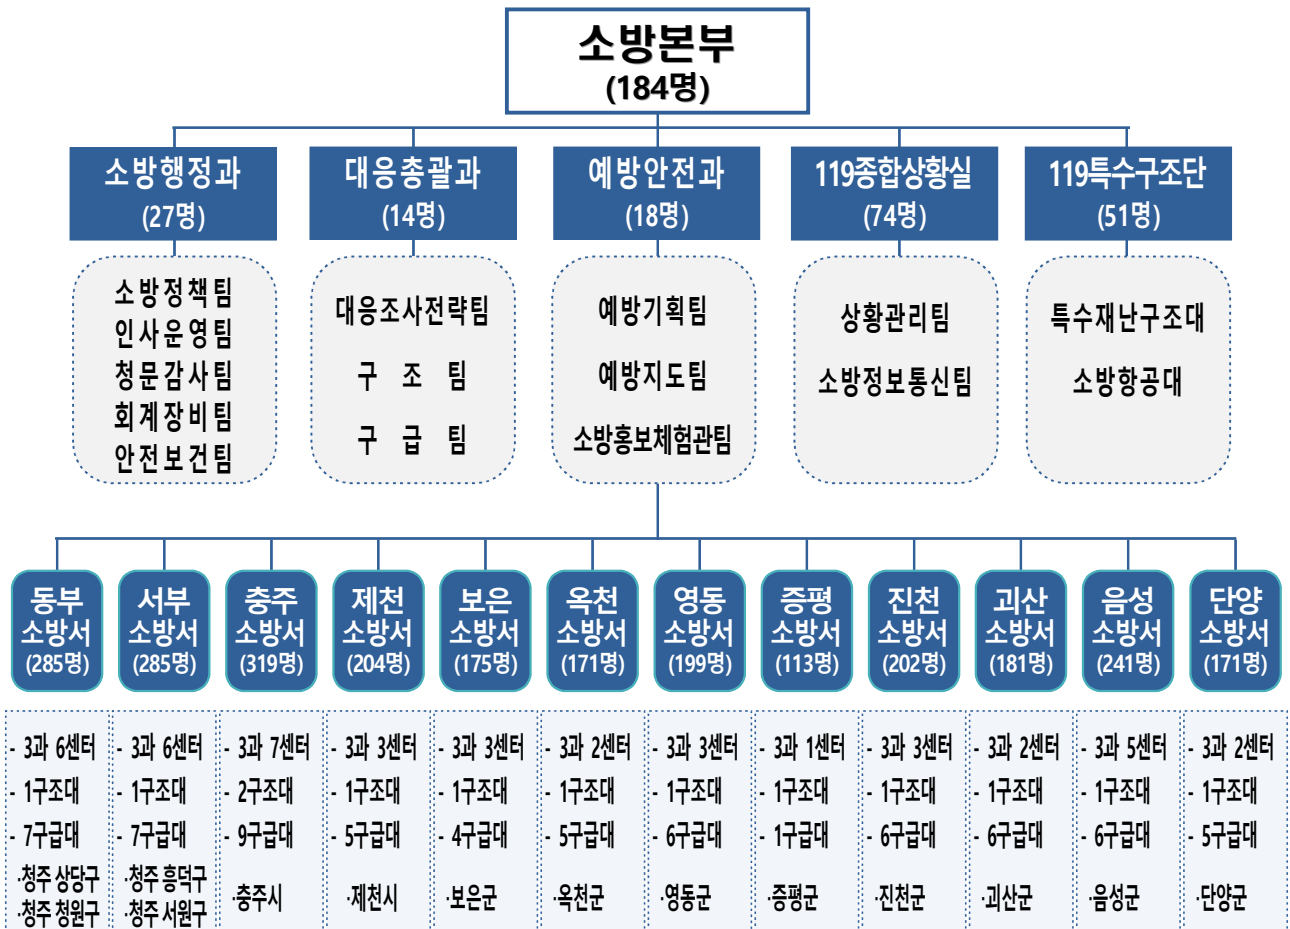 소방본부
(184명)
소방행정과
(27명)
대응총괄과
(14명)
예방안전과
(18명)
119종합상황실
(74명)
119특수구조단
(51명)
소방정책팀
인사운영팀
청문감사팀
회계장비팀
안전보건팀
대응조사전략팀
구 조 팀
구 급 팀
예방기획팀
예방지도팀
소방홍보체험관팀
상황관리팀
소방정보통신팀
특수재난구조대
소방항공대
동부
소방서
(285명)
서부
소방서
(285명)
충주
소방서
(319명)
제천
소방서
(204명)
보은
소방서
(175명)
옥천
소방서
(171명)
영동
소방서
(199명)
증평
소방서
(113명)
진천
소방서
(202명)
괴산
소방서
(181명)
음성
소방서
(241명)
단양
소방서
(171명)
- 3과 6센터
- 1구조대
- 7구급대
·청주 상당구
·청주 청원구
- 3과 6센터
- 1구조대
- 7구급대
·청주 흥덕구
·청주 서원구
- 3과 7센터
- 2구조대
- 9구급대
·충주시
- 3과 3센터
- 1구조대
- 5구급대
·제천시
- 3과 3센터
- 1구조대
- 4구급대
·보은군
- 3과 2센터
- 1구조대
- 5구급대
·옥천군
- 3과 3센터
- 1구조대
- 6구급대
·영동군
- 3과 1센터
- 1구조대
- 1구급대
·증평군
- 3과 3센터
- 1구조대
- 6구급대
·진천군
- 3과 2센터
- 1구조대
- 6구급대
·괴산군
- 3과 5센터
- 1구조대
- 6구급대
·음성군
- 3과 2센터
- 1구조대
- 5구급대
·단양군